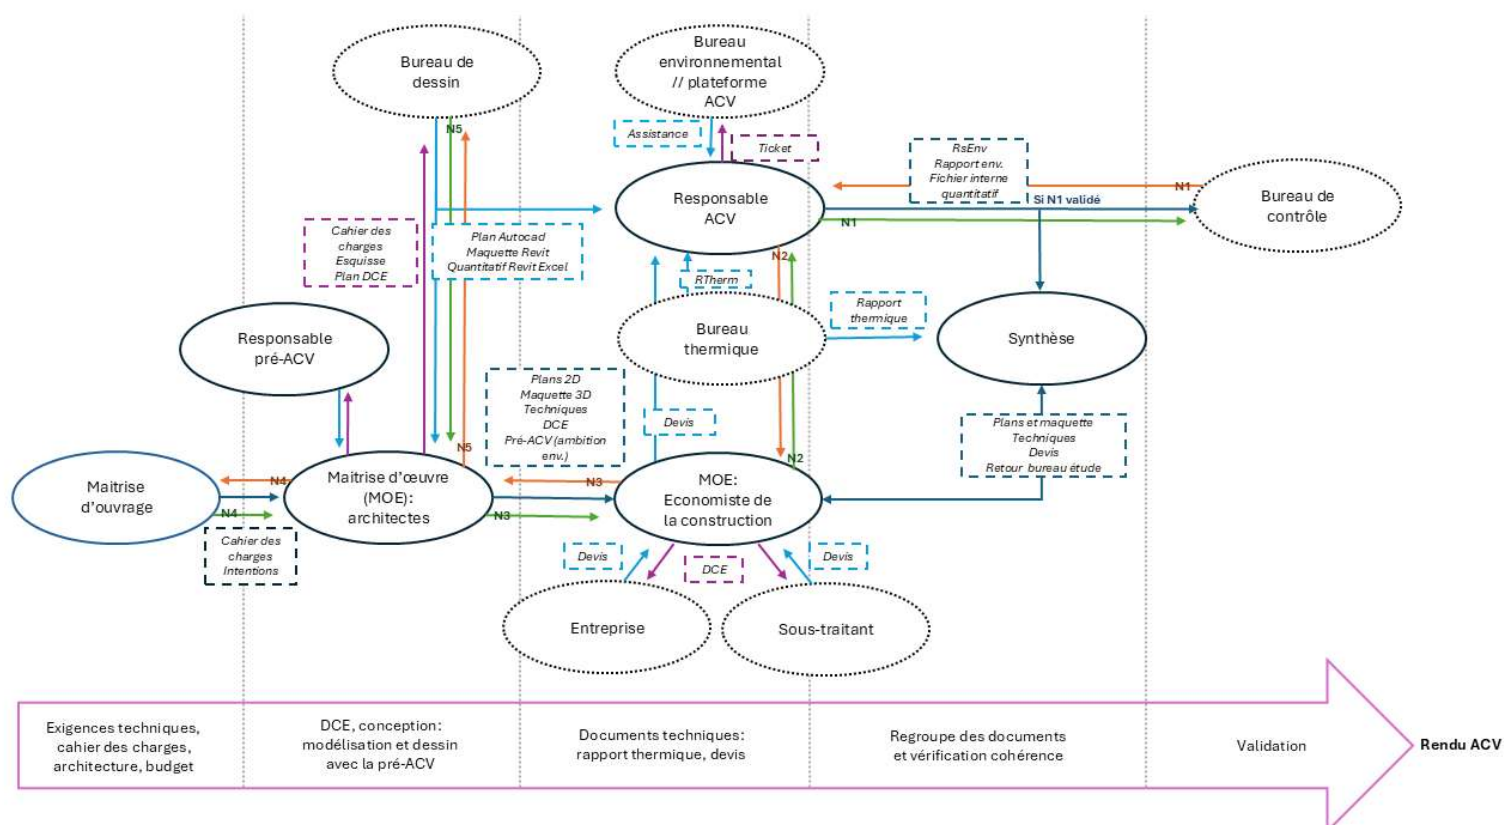 Bureau de
dessin
Bureau
environnemental
// plateforme
ACV
N5
Assistance
Ticket
RsEnv
Rapport env.
Fichier interne
quantitatif
N1
Responsable
ACV
Si N1 validé
N1
Bureau de
contrôle
Cahier des
charges
Esquisse
Plan DCE
Plan Autocad
Maquette Revit
Quantitatif Revit Excel
N2
RTherm
Rapport
thermique
Responsable
pré-ACV
Bureau
thermique
Synthèse
Plans 2D
Maquette 3D
Techniques
DCE
Pré-ACV (ambition
env.)
Devis
Plans et maquette
Techniques
Devis
Retour bureau étude
N5
N2
Maitrise
d'ouvrage
N4
N4
Maitrise d'œuvre
(MOE):
architectes
N3
N3
MOE:
Economiste de
la construction
Cahier des
charges
Intentions
Devis
DCE
Devis
Entreprise
Sous-traitant
Exigences techniques,
cahier des charges,
architecture, budget
DCE, conception:
modélisation et dessin
avec la pré-ACV
Documents techniques:
rapport thermique, devis
Regroupe des documents
et vérification cohérence
Validation
Rendu ACV